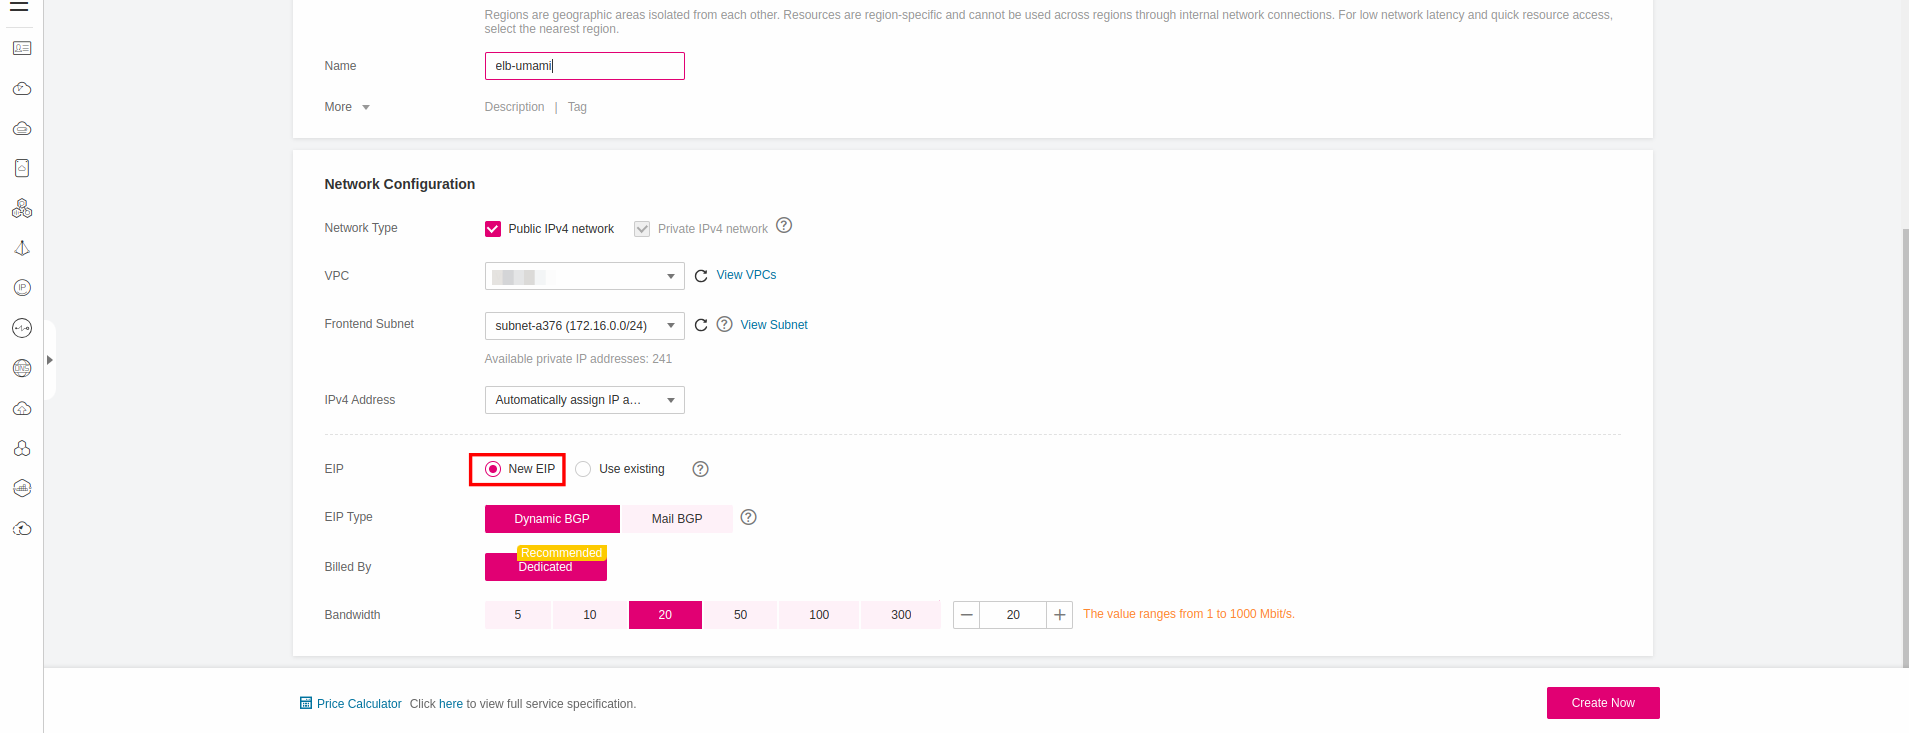 Regions are geographic areas isolated from each other. Resources are region-specific and cannot be used across regions through internal network connections. For low network latency and quick resource access,
select the nearest region.
Name
elb-umami
More
Description | Tag
Network Configuration
Network Type
Public IPv4 network
Private IPv4 network
?
VPC
View VPCs
Frontend Subnet
subnet-a376 (172.16.0.0/24)
?
View Subnet
Available private IP addresses: 241
IPv4 Address
Automatically assign IP a...
EIP
New EIP
Use existing
?
EIP Type
Dynamic BGP
Mail BGP
?
Recommended
Billed By
Dedicated
Bandwidth
5
10
20
50
100
300
20
The value ranges from 1 to 1000 Mbit/s.
Price Calculator
Click here to view full service specification.
Create Now
IP
DNS